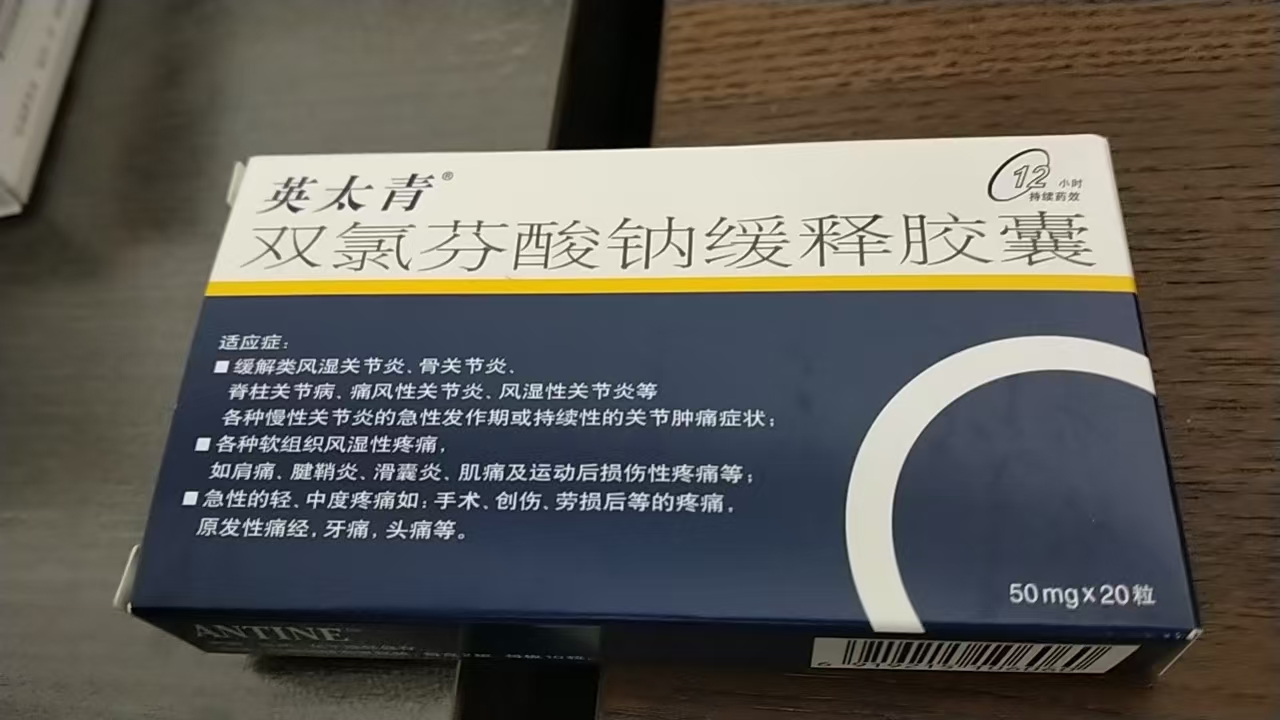 英太青®
12小时
持续药效
双氯芬酸钠缓释胶囊
适应症：
■ 缓解类风湿关节炎、骨关节炎、
脊柱关节病、痛风性关节炎、风湿性关节炎等
各种慢性关节炎的急性发作期或持续性的关节肿痛症状；
■ 各种软组织风湿性疼痛，
如肩痛、腱鞘炎、滑囊炎、肌痛及运动后损伤性疼痛等；
■ 急性的轻、中度疼痛如：手术、创伤、劳损后等的疼痛，
原发性痛经，牙痛，头痛等。
50mg×20粒
ANTINE